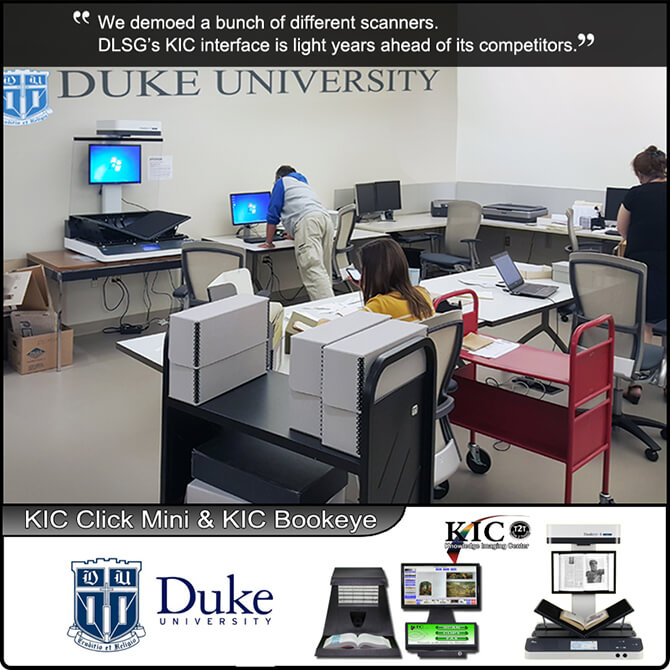 “ We demoed a bunch of different scanners.
DLSG’s KIC interface is light years ahead of its competitors.”
DUKE UNIVERSITY
KIC Click Mini & KIC Bookeye
KIC T2T
Knowledge Imaging Center
Duke
UNIVERSITY